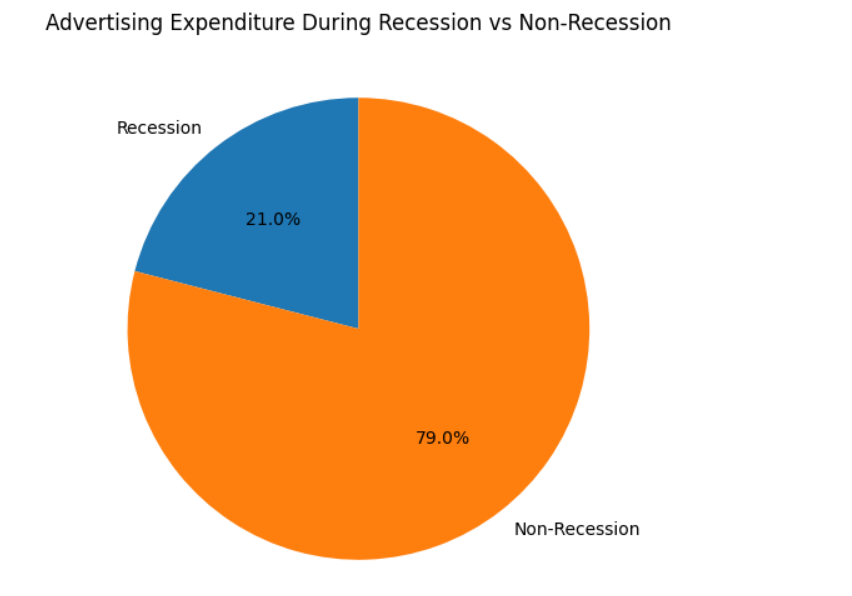 Advertising Expenditure During Recession vs Non-Recession
Recession
21.0%
79.0%
Non-Recession